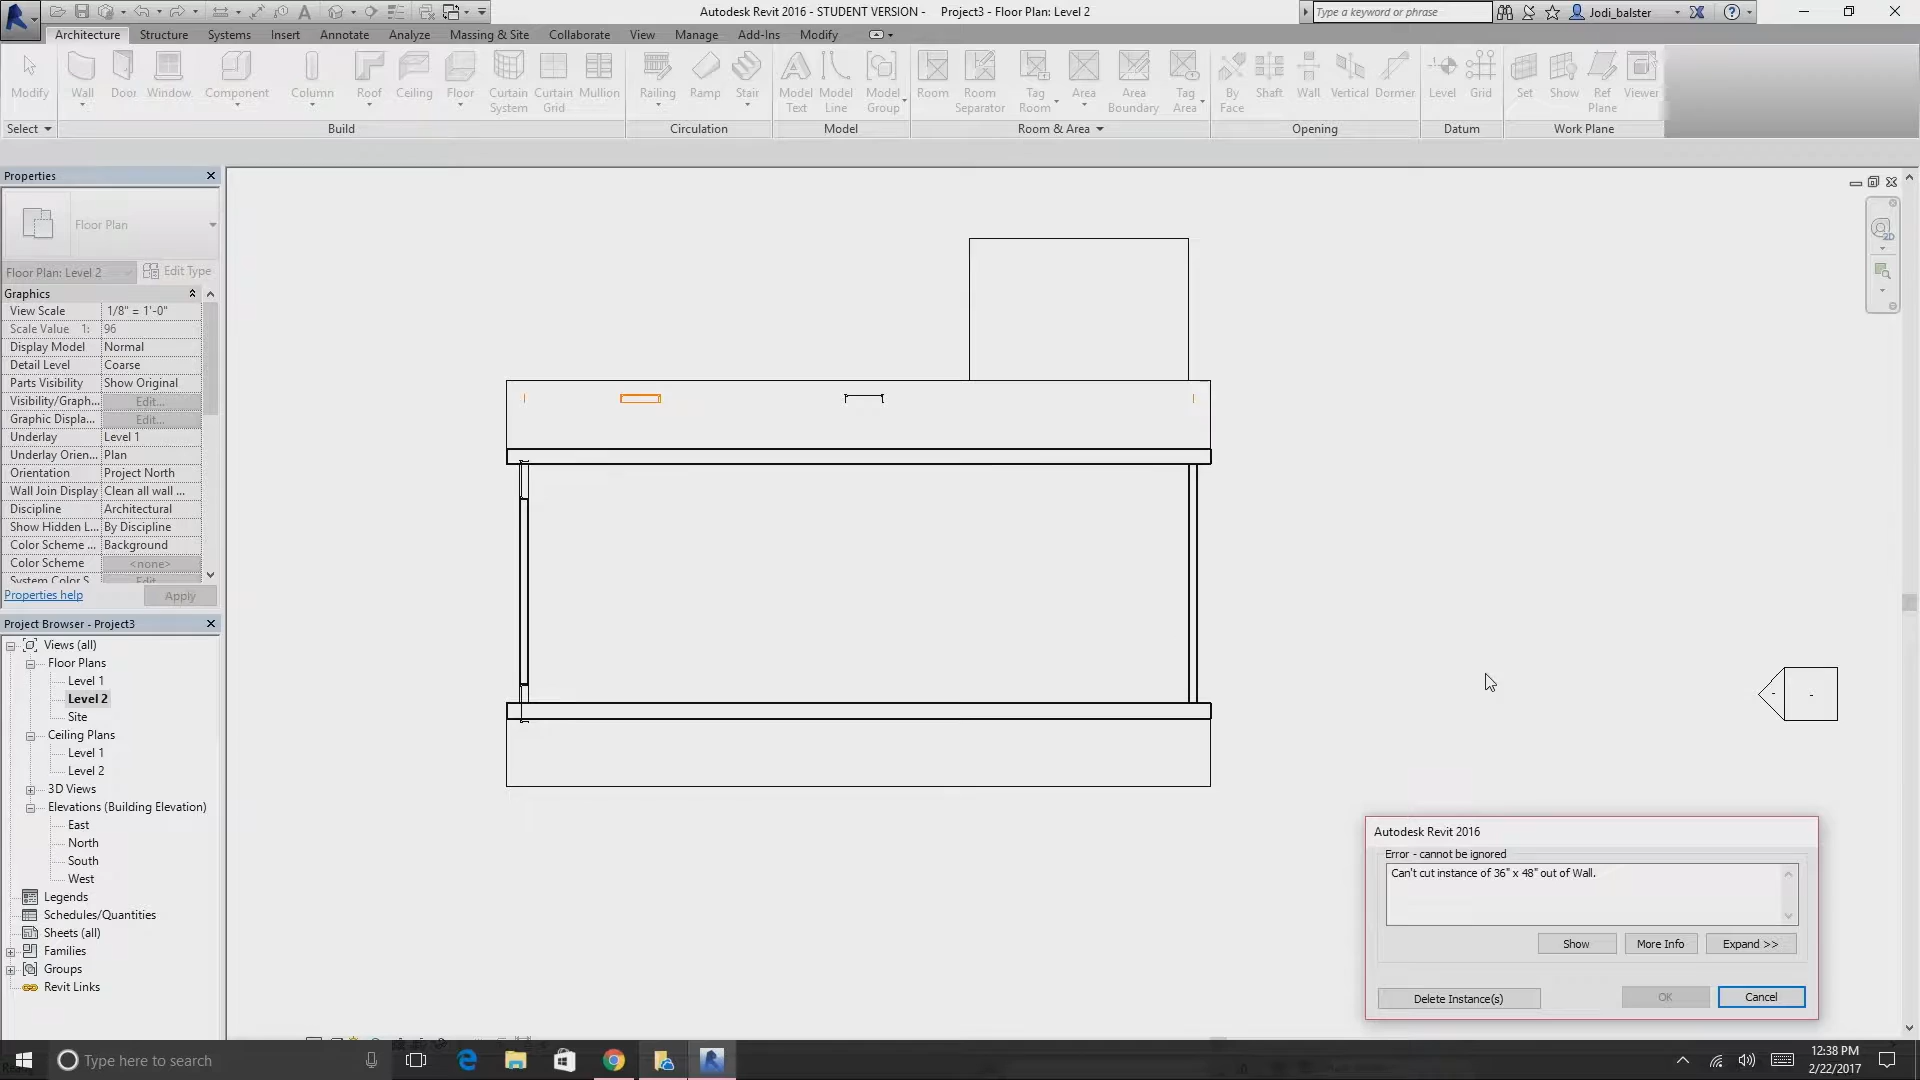 Autodesk Revit 2016 - STUDENT VERSION - Project3 - Floor Plan: Level 2
Type a keyword or phrase
Jodi_balster
Architecture Structure Systems Insert Annotate Analyze Massing & Site Collaborate View Manage Add-Ins Modify
Modify
Wall
Door
Window
Component
Column
Roof
Ceiling
Floor
Curtain System
Curtain Grid
Mullion
Railing
Ramp
Stair
Model Text
Model Line
Model Group
Room
Room Separator
Tag Room
Area
Area Boundary
Tag Area
By Face
Shaft
Wall
Vertical
Dormer
Level
Grid
Set
Show
Ref Plane
Viewer
Select
Build
Circulation
Model
Room & Area
Opening
Datum
Work Plane
Properties
Floor Plan
Floor Plan: Level 2
Edit Type
Graphics
View Scale 1/8" = 1'-0"
Scale Value 1: 96
Display Model Normal
Detail Level Coarse
Parts Visibility Show Original
Visibility/Graph... Edit...
Graphic Displa... Edit...
Underlay Level 1
Underlay Orien... Plan
Orientation Project North
Wall Join Display Clean all wall ...
Discipline Architectural
Show Hidden L... By Discipline
Color Scheme ... Background
Color Scheme <none>
System Color S... Edit...
Properties help
Apply
Project Browser - Project3
Views (all)
Floor Plans
Level 1
Level 2
Site
Ceiling Plans
Level 1
Level 2
3D Views
Elevations (Building Elevation)
East
North
South
West
Legends
Schedules/Quantities
Sheets (all)
Families
Groups
Revit Links
2D
Autodesk Revit 2016
Error - cannot be ignored
Can't cut instance of 36" x 48" out of Wall.
Show
More Info
Expand >>
Delete Instance(s)
OK
Cancel
Type here to search
12:38 PM
2/22/2017